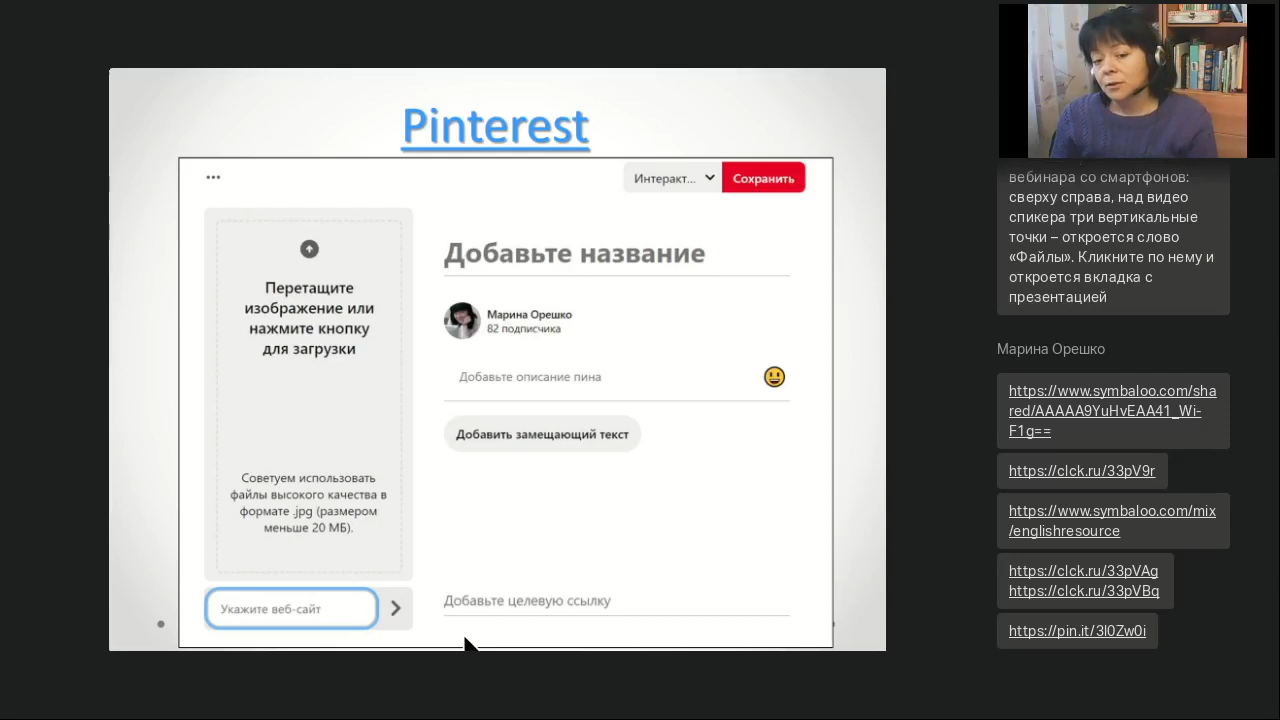 Pinterest
Интеракт...
Сохранить
Перетащите
изображение или
нажмите кнопку
для загрузки
Советуем использовать
файлы высокого качества в
формате .jpg (размером
меньше 20 МБ).
Укажите веб-сайт
Добавьте название
Марина Орешко
82 подписчика
Добавьте описание пина
Добавить замещающий текст
Добавьте целевую ссылку
вебинара со смартфонов:
сверху справа, над видео
спикера три вертикальные
точки – откроется слово
«Файлы». Кликните по нему и
откроется вкладка с
презентацией
Марина Орешко
https://www.symbaloo.com/sha
red/AAAAA9YuHvEAA41_Wi-
F1g==
https://clck.ru/33pV9r
https://www.symbaloo.com/mix
/englishresource
https://clck.ru/33pVAg
https://clck.ru/33pVBq
https://pin.it/3l0Zw0i